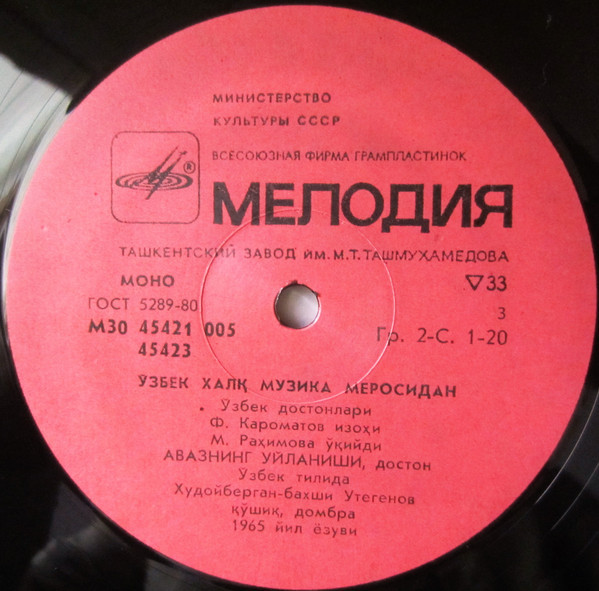 МИНИСТЕРСТВО
КУЛЬТУРЫ СССР
ВСЕСОЮЗНАЯ ФИРМА ГРАМПЛАСТИНОК
®
МЕЛОДИЯ
ТАШКЕНТСКИЙ ЗАВОД ИМ. М.Т. ТАШМУХАМЕДОВА
МОНО
▽33
ГОСТ 5289-80
3
М30 45421 005
Гр. 2-С. 1-20
45423
ЎЗБЕК ХАЛҚ МУЗИКА МЕРОСИДАН
Ўзбек достонлари
Ф. Кароматов изоҳи
М. Раҳимова ўқийди
АВАЗНИНГ УЙЛАНИШИ, достон
Ўзбек тилида
Худойберган-бахши Утегенов
қўшиқ, домбра
1965 йил ёзуви